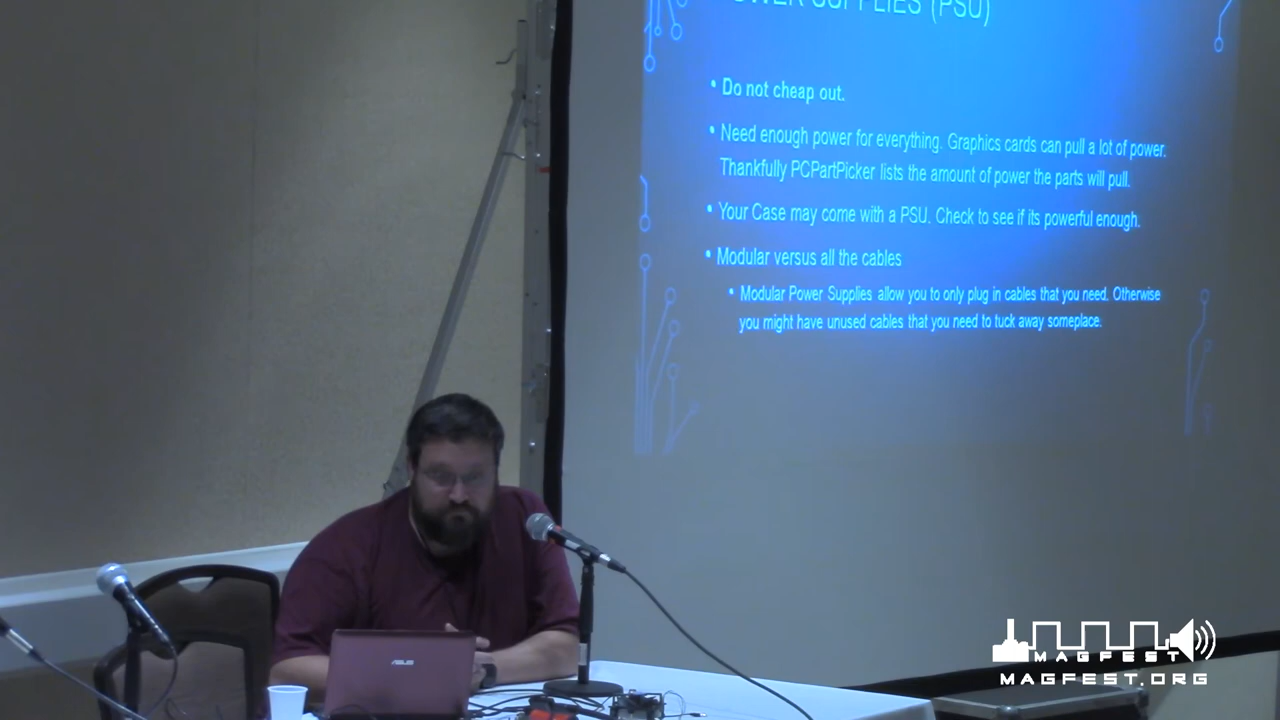 POWER SUPPLIES (PSU)
• Do not cheap out.
• Need enough power for everything. Graphics cards can pull a lot of power.
Thankfully PCPartPicker lists the amount of power the parts will pull.
• Your Case may come with a PSU. Check to see if its powerful enough.
• Modular versus all the cables
• Modular Power Supplies allow you to only plug in cables that you need. Otherwise
you might have unused cables that you need to tuck away someplace.
ASUS
MAGFEST
MAGFEST.ORG